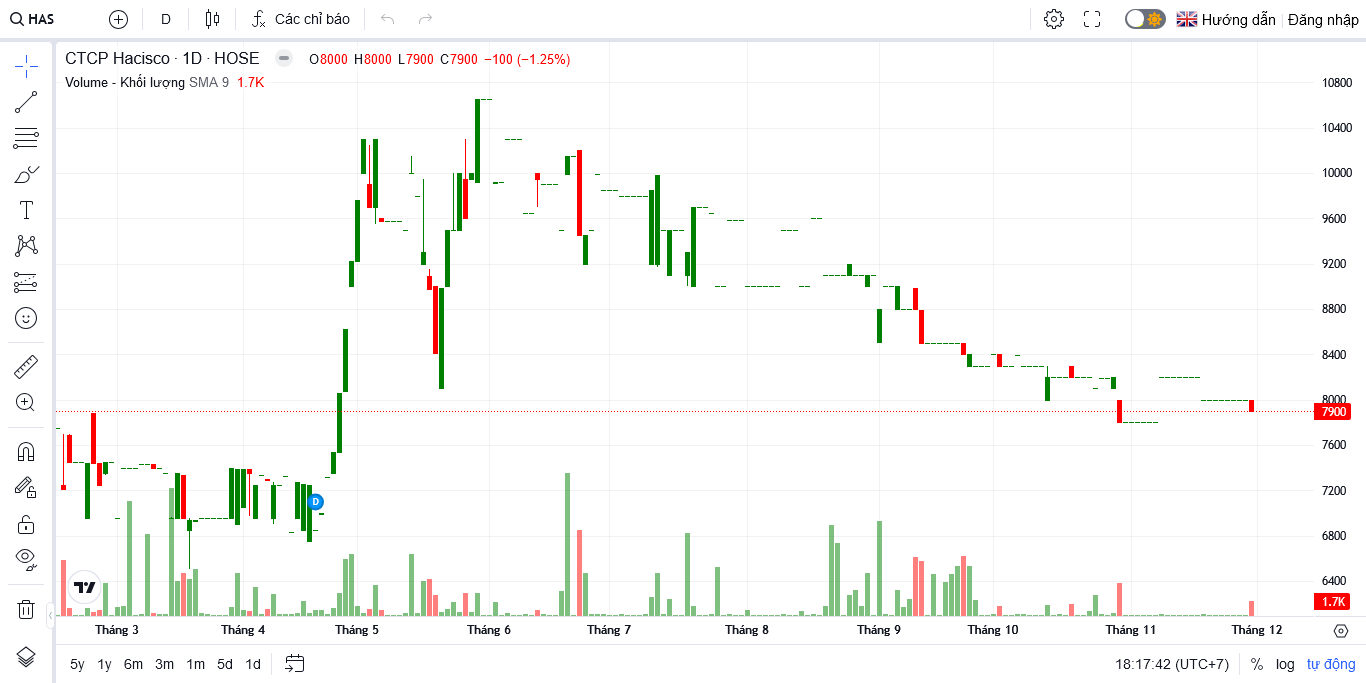 HAS D Các chỉ báo Hướng dẫn Đăng nhập
CTCP Hacisco · 1D · HOSE O8000 H8000 L7900 C7900 −100 (−1.25%)
Volume - Khối lượng SMA 9 1.7K
10800
10400
10000
9600
9200
8800
8400
8000
7900
7600
7200
D
6800
6400
1.7K
Tháng 3 Tháng 4 Tháng 5 Tháng 6 Tháng 7 Tháng 8 Tháng 9 Tháng 10 Tháng 11 Tháng 12
5y 1y 6m 3m 1m 5d 1d 18:17:42 (UTC+7) % log tự động